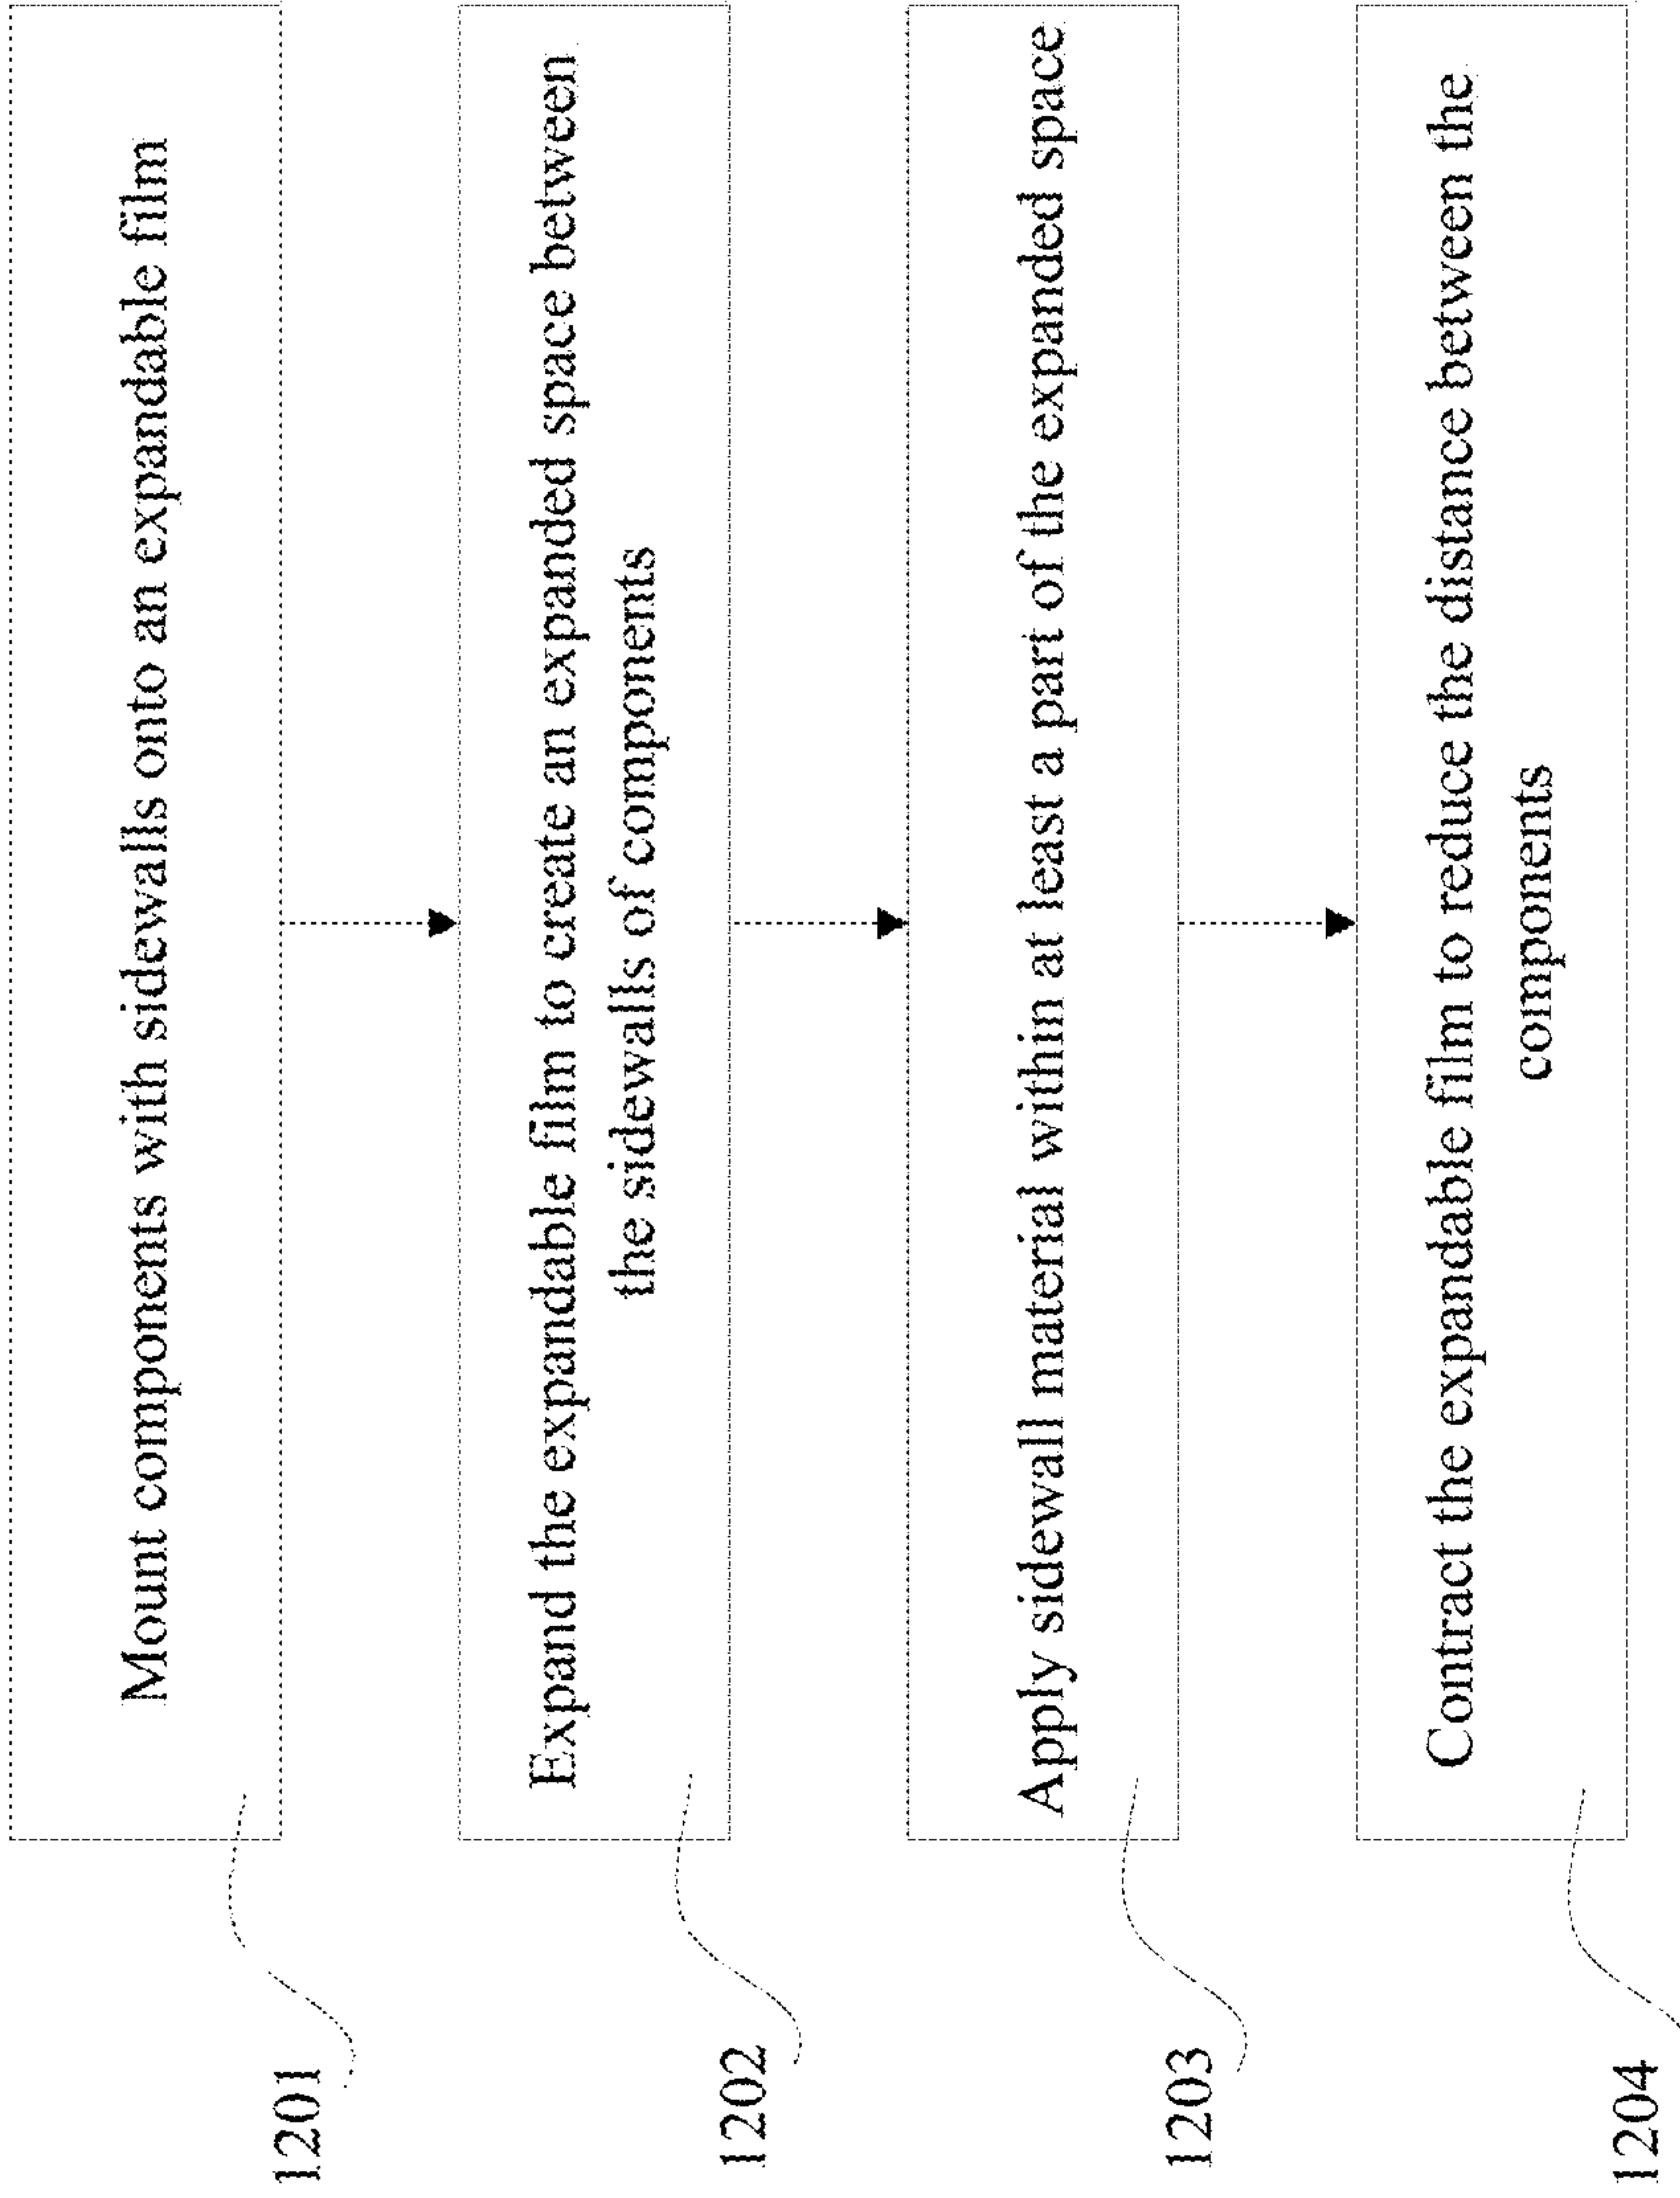 1201
Mount components with sidewalls onto an expandable film
1202
Expand the expandable film to create an expanded space between
the sidewalls of components
1203
Apply sidewall material within at least a part of the expanded space
1204
Contract the expandable film to reduce the distance between the
components